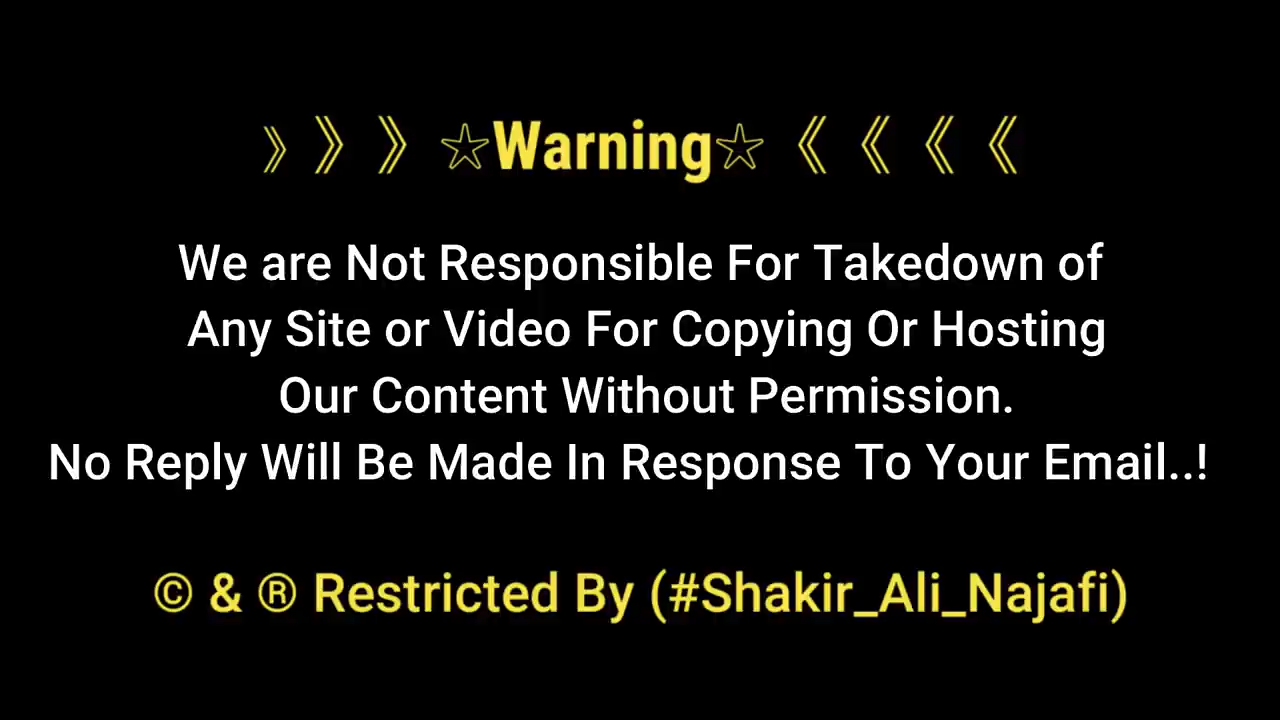 》》》☆Warning☆《《《《
We are Not Responsible For Takedown of
Any Site or Video For Copying Or Hosting
Our Content Without Permission.
No Reply Will Be Made In Response To Your Email..!
© & ® Restricted By (#Shakir_Ali_Najafi)